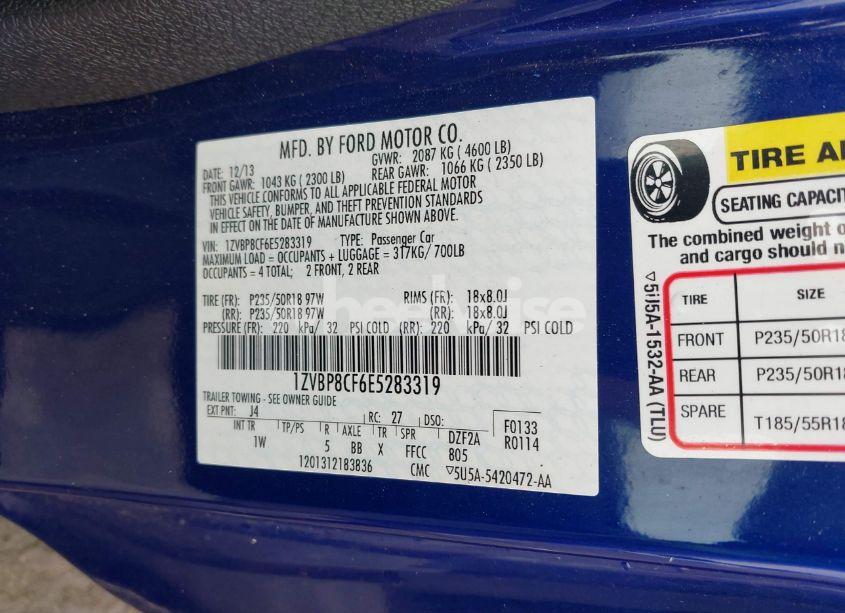 MFD. BY FORD MOTOR CO.
DATE: 12/13 GVWR: 2087 KG ( 4600 LB)
FRONT GAWR: 1043 KG ( 2300 LB) REAR GAWR: 1066 KG ( 2350 LB)
THIS VEHICLE CONFORMS TO ALL APPLICABLE FEDERAL MOTOR
VEHICLE SAFETY, BUMPER, AND THEFT PREVENTION STANDARDS
IN EFFECT ON THE DATE OF MANUFACTURE SHOWN ABOVE.
VIN: 1ZVBP8CF6E5283319 TYPE: Passenger Car
MAXIMUM LOAD = OCCUPANTS + LUGGAGE = 317KG/ 700LB
OCCUPANTS = 4 TOTAL; 2 FRONT, 2 REAR
TIRE (FR): P235/50R18 97W RIMS (FR): 18x8.0J
(RR): P235/50R18 97W (RR): 18x8.0J
PRESSURE (FR): 220 kPa/ 32 PSI COLD (RR): 220 kPa/ 32 PSI COLD
1ZVBP8CF6E5283319
TRAILER TOWING - SEE OWNER GUIDE
EXT PNT: J4 RC: 27 DSO: F0133
INT TR TP/PS R AXLE TR SPR DZF2A R0114
1W 5 BB X FFCC B05
1201312183836 CMC ▽5U5A-5420472-AA
TIRE A
SEATING CAPACIT
The combined weight o
and cargo should n
▽5U5A-1532-AA (TLU)
TIRE SIZE
FRONT P235/50R18
REAR P235/50R18
SPARE T185/55R18